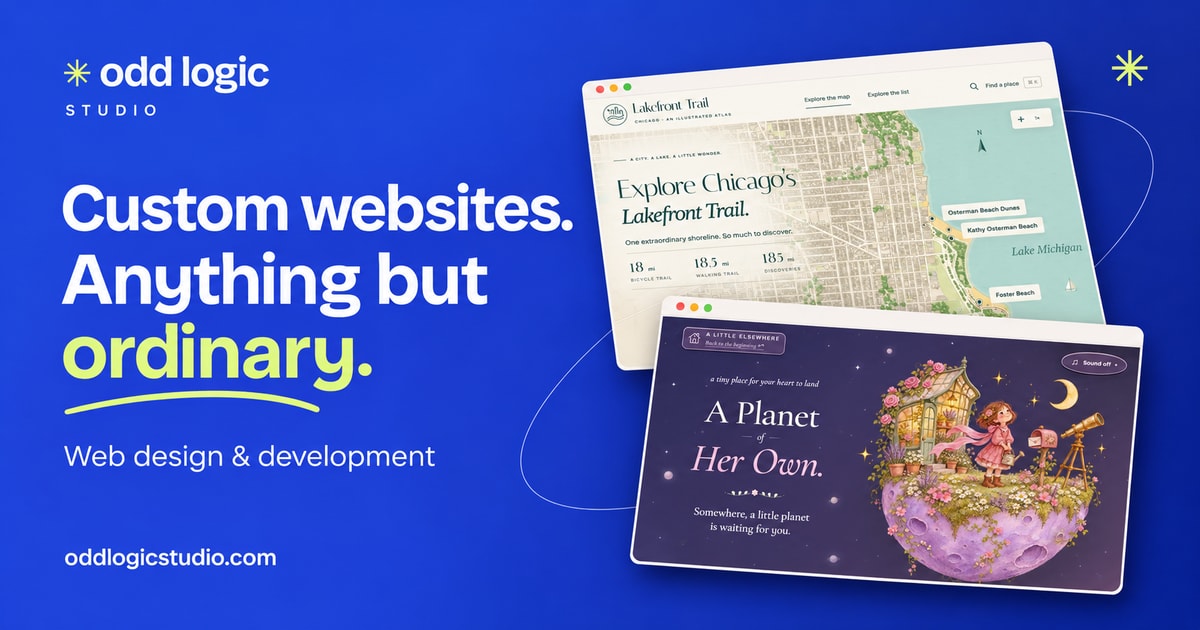 odd logic
STUDIO
Custom websites.
Anything but
ordinary.
Web design & development
oddlogicstudio.com
Lakefront Trail
CHICAGO · AN ILLUSTRATED ATLAS
Explore the map
Explore the list
Find a place
⌘ K
A CITY. A LAKE. A LITTLE WONDER.
Explore Chicago's
Lakefront Trail.
One extraordinary shoreline. So much to discover.
18 mi
BICYCLE TRAIL
18.5 mi
WALKING TRAIL
185 mi
DISCOVERIES
+ 1x
N
Osterman Beach Dunes
Kathy Osterman Beach
Lake Michigan
Foster Beach
A LITTLE ELSEWHERE
Back to the beginning
Sound off
a tiny place for your heart to land
A Planet
of
Her Own.
Somewhere, a little planet
is waiting for you.